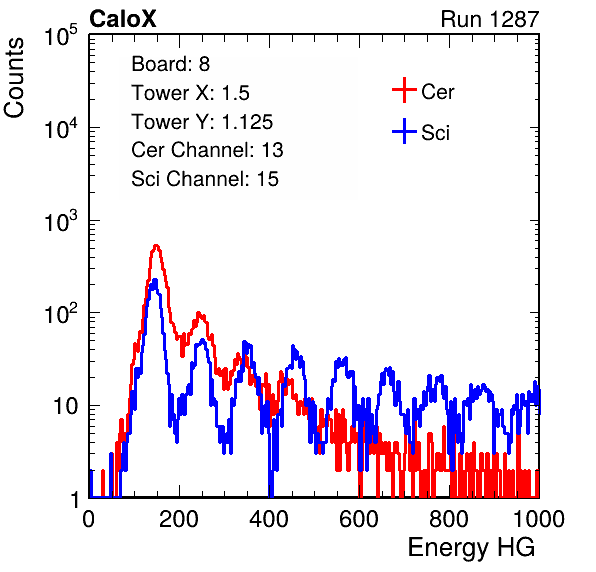 CaloX Run 1287
Counts
10^5
10^4
10^3
10^2
10
1
Board: 8
Tower X: 1.5
Tower Y: 1.125
Cer Channel: 13
Sci Channel: 15
Cer
Sci
0 200 400 600 800 1000
Energy HG